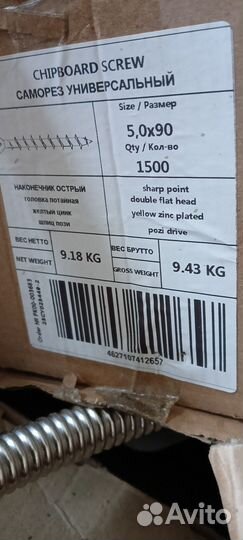 CHIPBOARD SCREW
САМОРЕЗ УНИВЕРСАЛЬНЫЙ
Size / Размер
5,0x90
Qty / Кол-во
1500
НАКОНЕЧНИК ОСТРЫЙ
головка потайная
желтый цинк
шлиц пози
sharp point
double flat head
yellow zinc plated
pozi drive
ВЕС НЕТТО
NET WEIGHT
9.18 KG
ВЕС БРУТТО
GROSS WEIGHT
9.43 KG
4627107412657
Avito